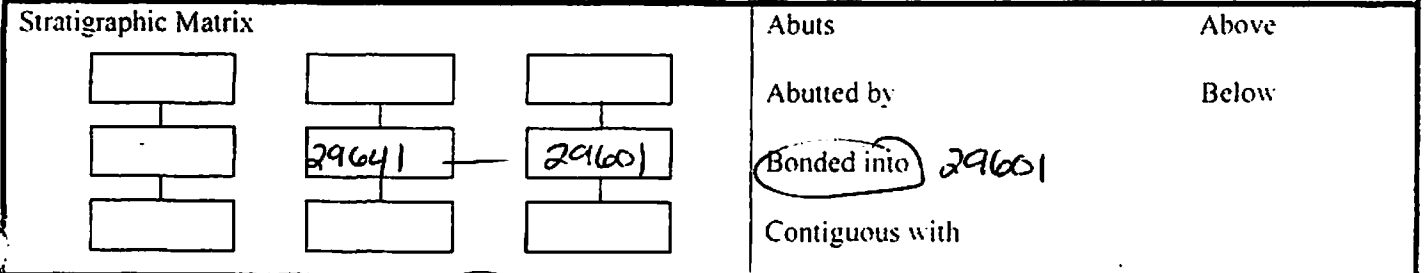 Stratigraphic Matrix
29641 29601
Abuts Above
Abutted by Below
Bonded into 29601
Contiguous with